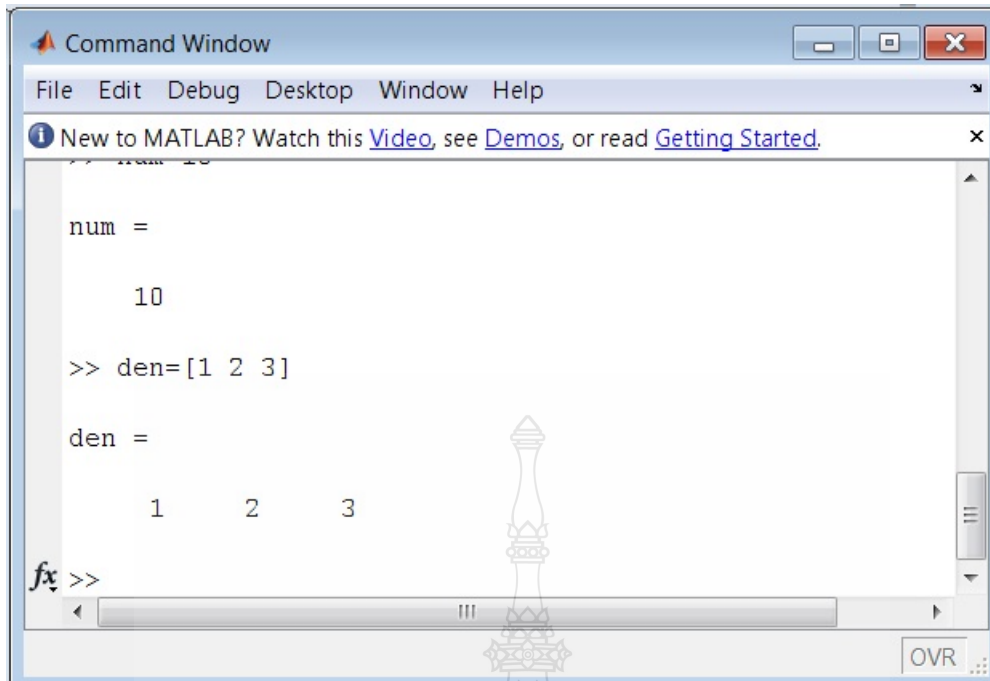 Command Window
File Edit Debug Desktop Window Help
New to MATLAB? Watch this Video, see Demos, or read Getting Started.
num =
10
>> den=[1 2 3]
den =
1 2 3
fx >>
OVR